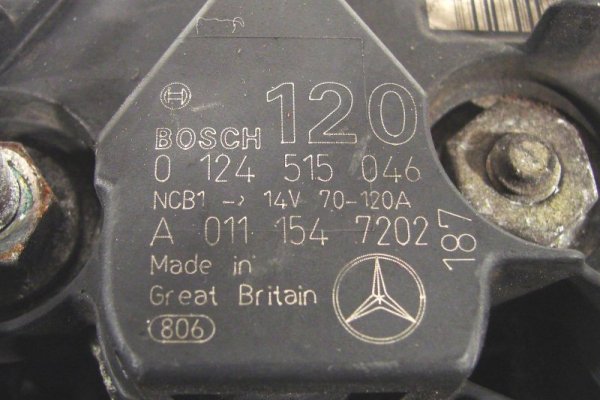 120
BOSCH
0 124 515 046
NCB1 -> 14V 70-120A
A 011 154 7202
187
Made in
Great Britain
806